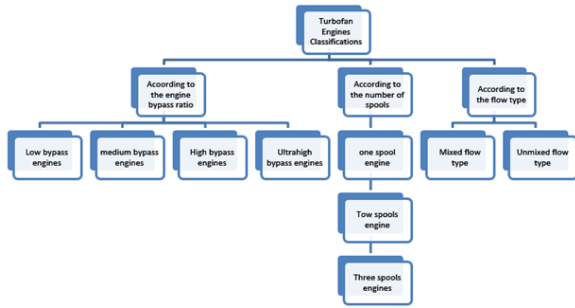 Turbofan
Engines
Classifications
Acoording to
the engine
bypass ratio
According to
the number of
spools
According to
the flow type
Low bypass
engines
medium bypass
engines
High bypass
engines
Ultrahigh
bypass engines
one spool
engine
Mixed flow
type
Unmixed flow
type
Tow spools
engine
Three spools
engines